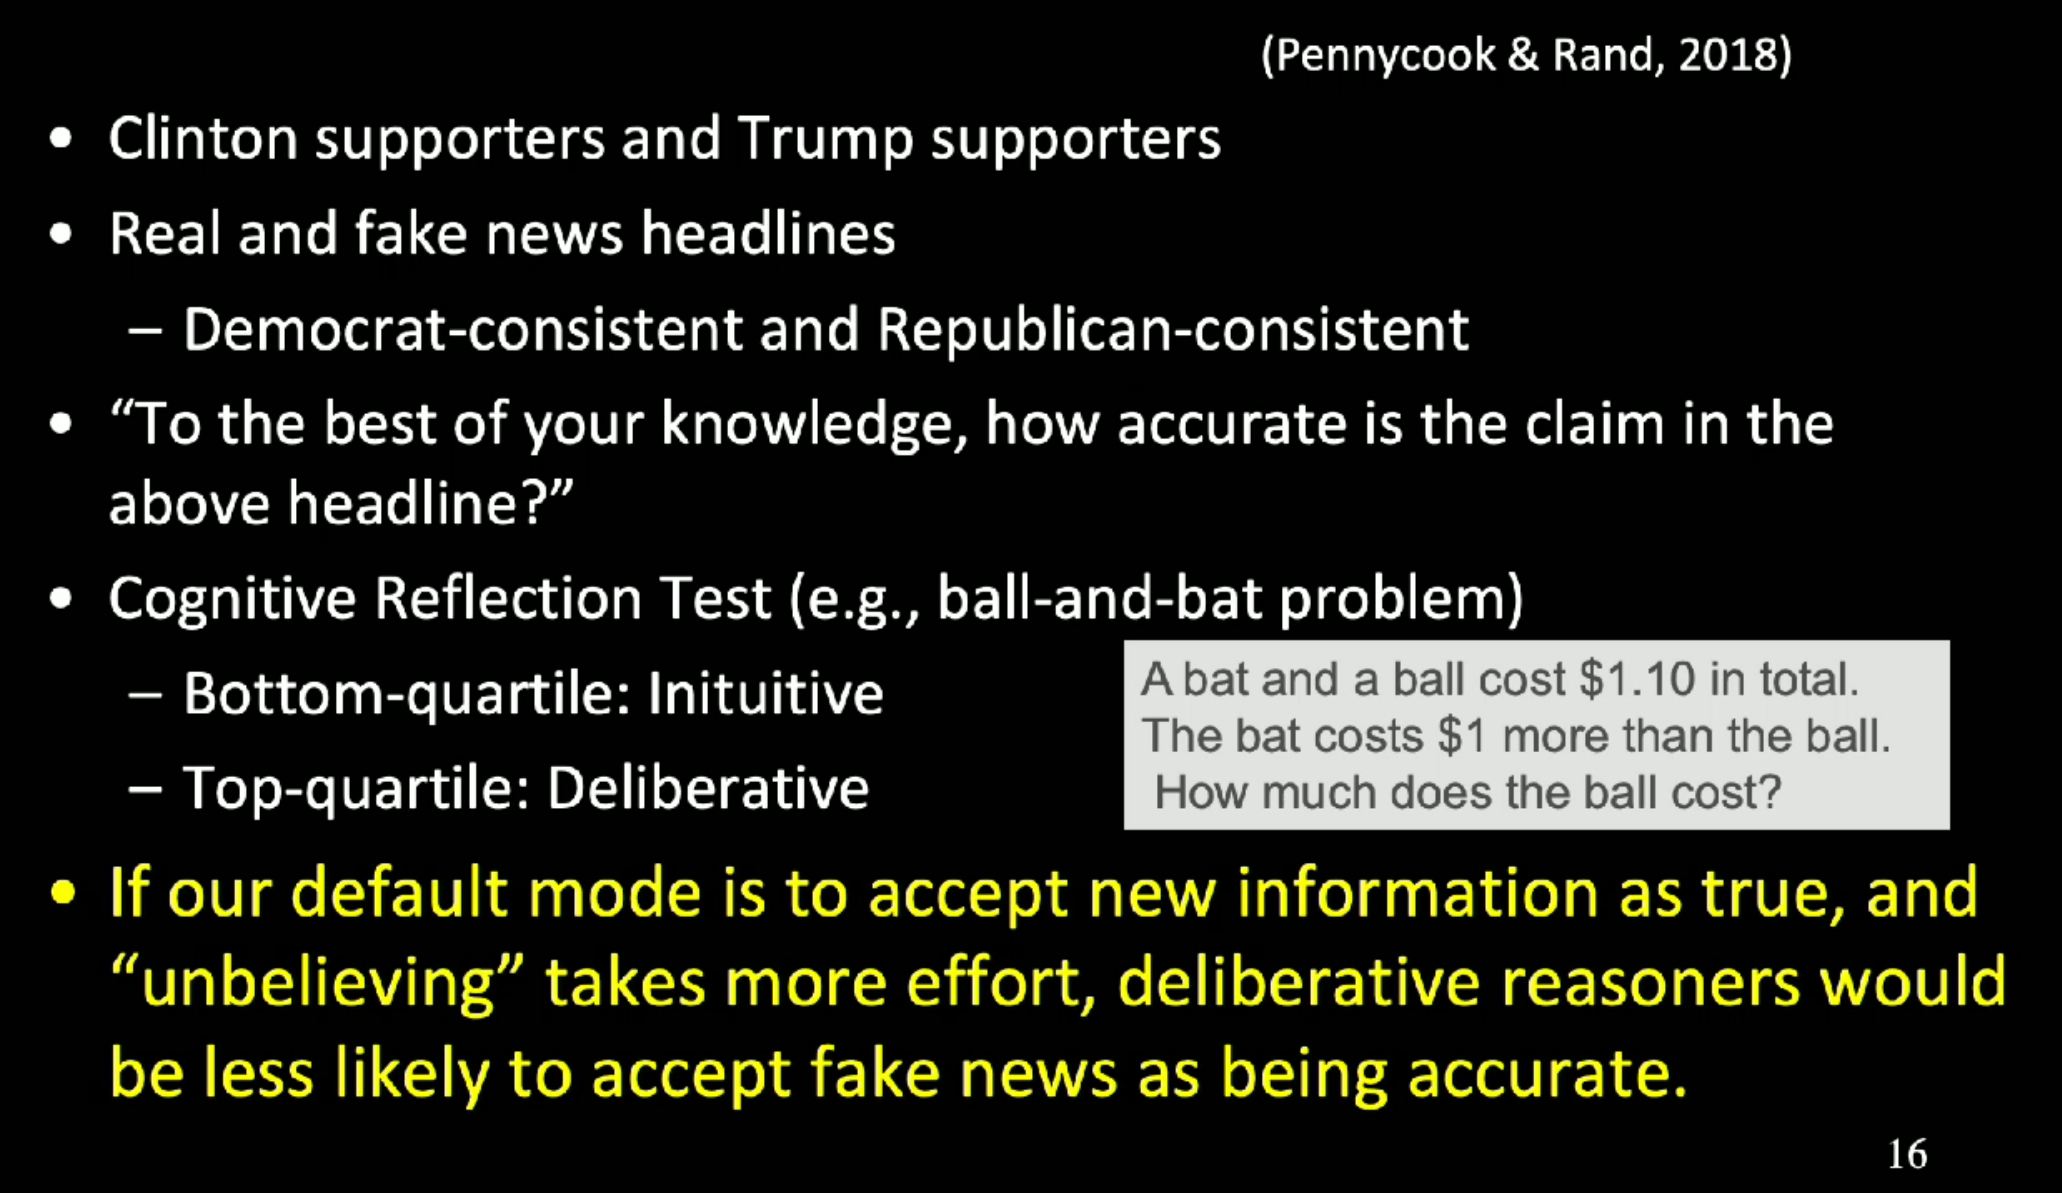 (Pennycook & Rand, 2018)
• Clinton supporters and Trump supporters
• Real and fake news headlines
– Democrat-consistent and Republican-consistent
• “To the best of your knowledge, how accurate is the claim in the
above headline?”
• Cognitive Reflection Test (e.g., ball-and-bat problem)
– Bottom-quartile: Inituitive
– Top-quartile: Deliberative
A bat and a ball cost $1.10 in total.
The bat costs $1 more than the ball.
How much does the ball cost?
• If our default mode is to accept new information as true, and
“unbelieving” takes more effort, deliberative reasoners would
be less likely to accept fake news as being accurate.
16